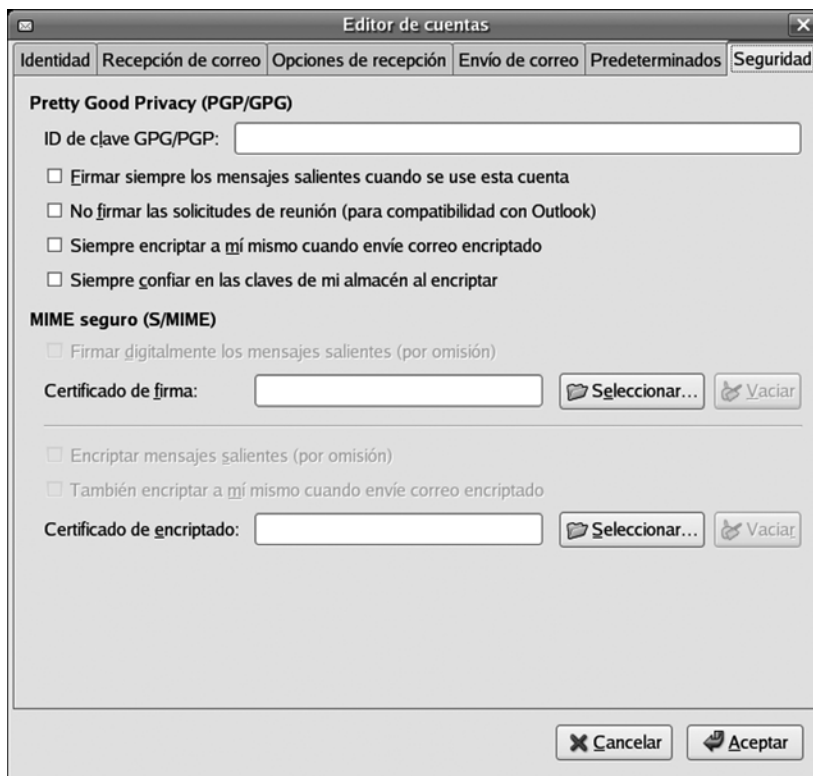 Editor de cuentas
Identidad Recepción de correo Opciones de recepción Envío de correo Predeterminados Seguridad
Pretty Good Privacy (PGP/GPG)
ID de clave GPG/PGP:
Firmar siempre los mensajes salientes cuando se use esta cuenta
No firmar las solicitudes de reunión (para compatibilidad con Outlook)
Siempre encriptar a mí mismo cuando envíe correo encriptado
Siempre confiar en las claves de mi almacén al encriptar
MIME seguro (S/MIME)
Firmar digitalmente los mensajes salientes (por omisión)
Certificado de firma: Seleccionar... Vaciar
Encriptar mensajes salientes (por omisión)
También encriptar a mí mismo cuando envíe correo encriptado
Certificado de encriptado: Seleccionar... Vaciar
Cancelar Aceptar